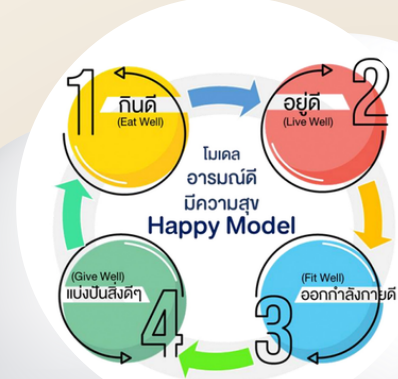 1
กินดี
(Eat Well)
2
อยู่ดี
(Live Well)
โมเดล
อารมณ์ดี
มีความสุข
Happy Model
3
(Fit Well)
ออกกำลังกายดี
4
(Give Well)
แบ่งปันสิ่งดีๆ